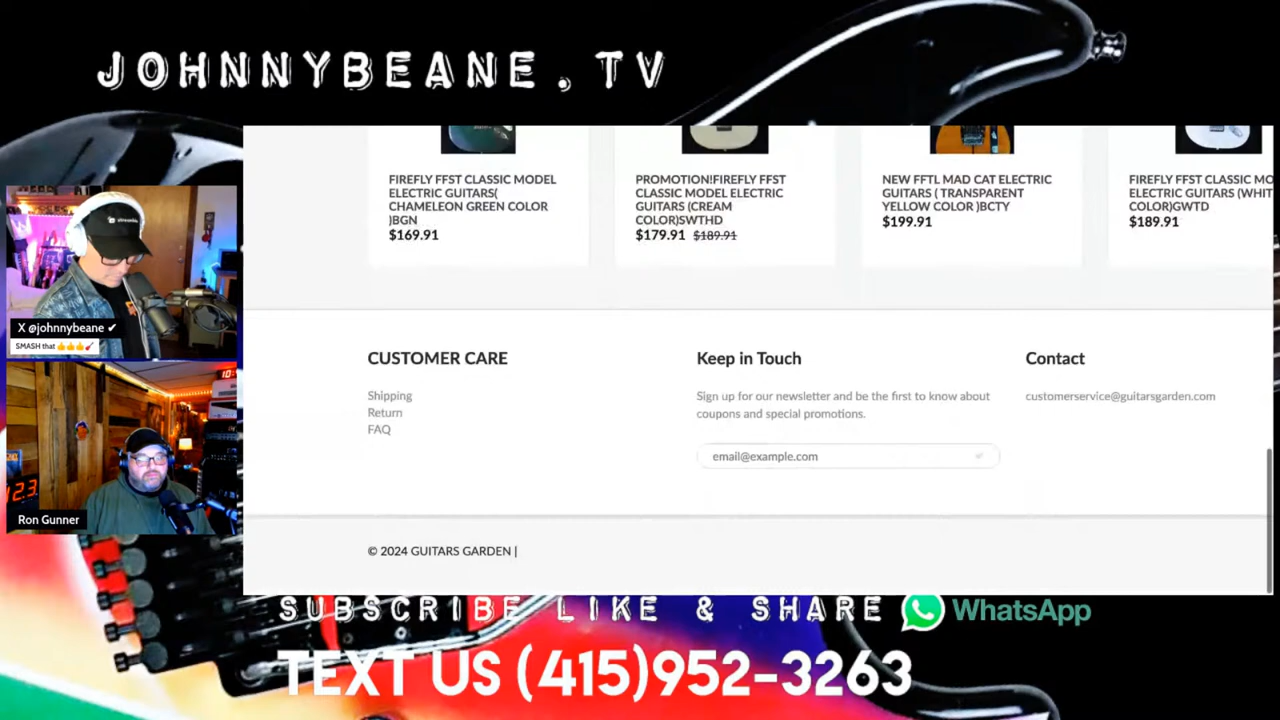 JOHNNYBEANE.TV
FIREFLY FFST CLASSIC MODEL
ELECTRIC GUITARS(
CHAMELEON GREEN COLOR
)BGN
$169.91
PROMOTION!FIREFLY FFST
CLASSIC MODEL ELECTRIC
GUITARS (CREAM
COLOR)SWTHD
$179.91 $189.91
NEW FFTL MAD CAT ELECTRIC
GUITARS ( TRANSPARENT
YELLOW COLOR )BCTY
$199.91
FIREFLY FFST CLASSIC MO
ELECTRIC GUITARS (WHIT
COLOR)GWTD
$189.91
X @johnnybeane ✔
SMASH that 👍👍👍🎸
Ron Gunner
CUSTOMER CARE
Shipping
Return
FAQ
Keep in Touch
Sign up for our newsletter and be the first to know about
coupons and special promotions.
email@example.com
Contact
customerservice@guitarsgarden.com
© 2024 GUITARS GARDEN |
SUBSCRIBE LIKE & SHARE
WhatsApp
TEXT US (415)952-3263